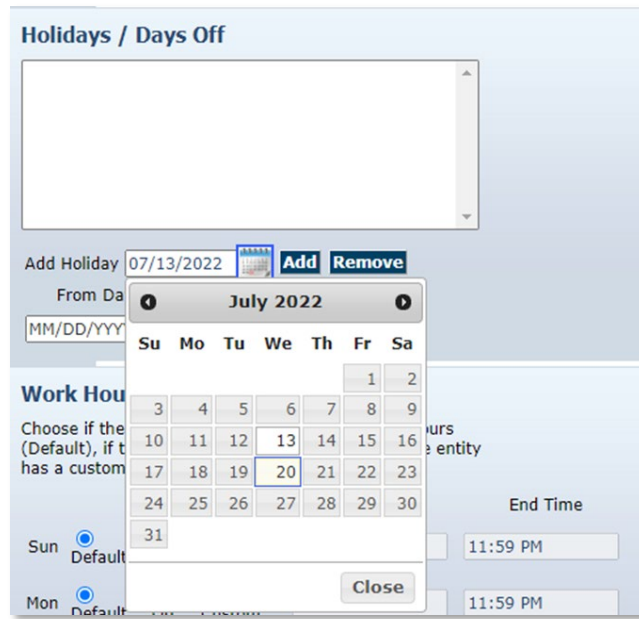 Holidays / Days Off
Add Holiday 07/13/2022 Add Remove
From Da
MM/DD/YYY
July 2022
Su Mo Tu We Th Fr Sa
1 2
3 4 5 6 7 8 9
10 11 12 13 14 15 16
17 18 19 20 21 22 23
24 25 26 27 28 29 30
31
Close
Work Hou
Choose if the urs
(Default), if t e entity
has a custom
End Time
Sun Default 11:59 PM
Mon Default 11:59 PM